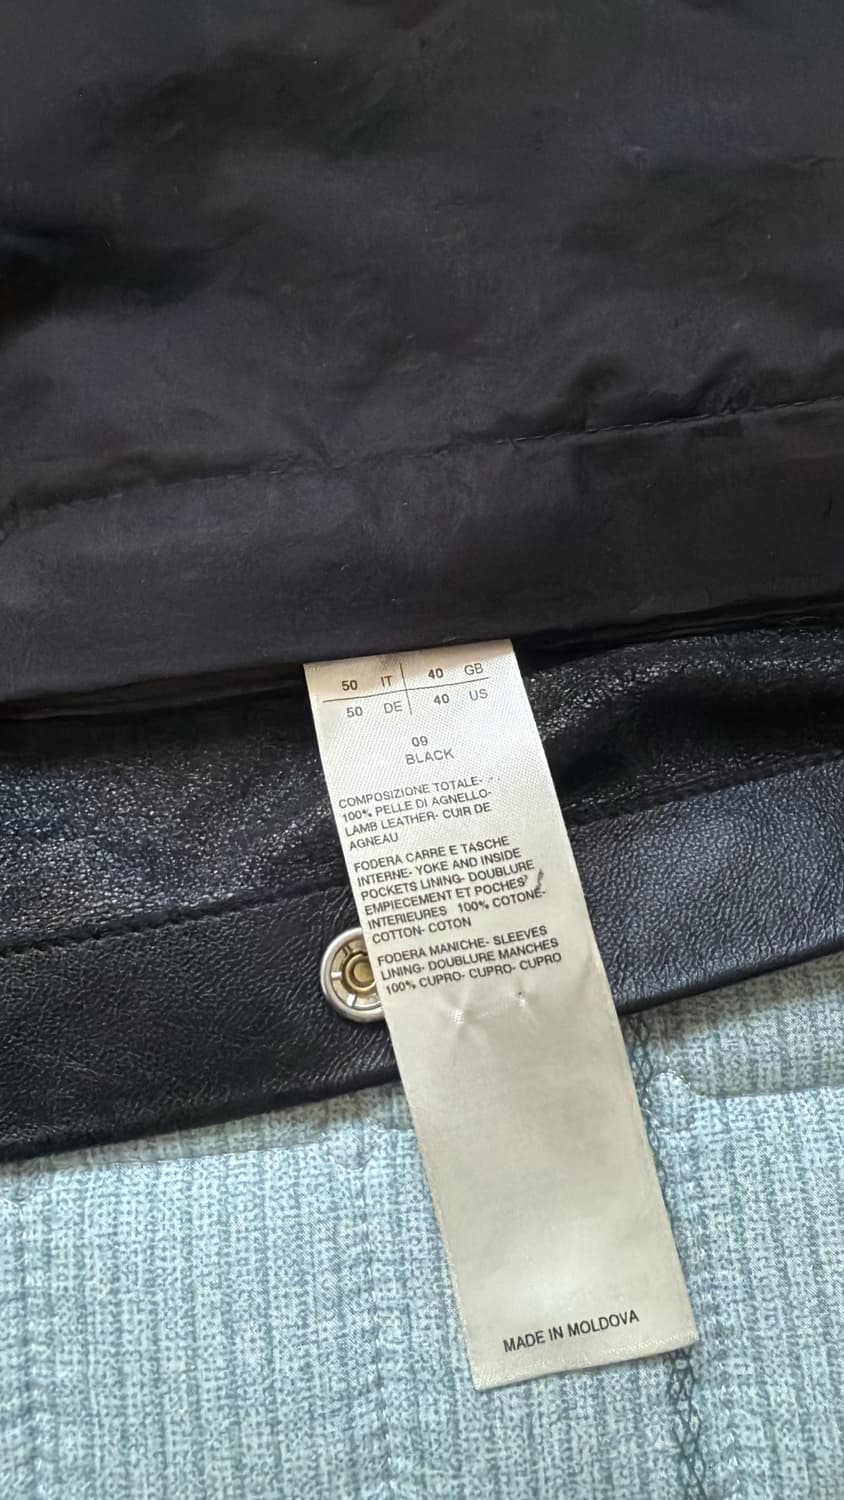 50 IT 40 GB
50 DE 40 US
09
BLACK
COMPOSIZIONE TOTALE-
100% PELLE DI AGNELLO-
LAMB LEATHER- CUIR DE
AGNEAU
FODERA CARRE E TASCHE
INTERNE- YOKE AND INSIDE
POCKETS LINING- DOUBLURE
EMPIECEMENT ET POCHES
INTERIEURES 100% COTONE-
COTTON- COTON
FODERA MANICHE- SLEEVES
LINING- DOUBLURE MANCHES
100% CUPRO- CUPRO- CUPRO
MADE IN MOLDOVA